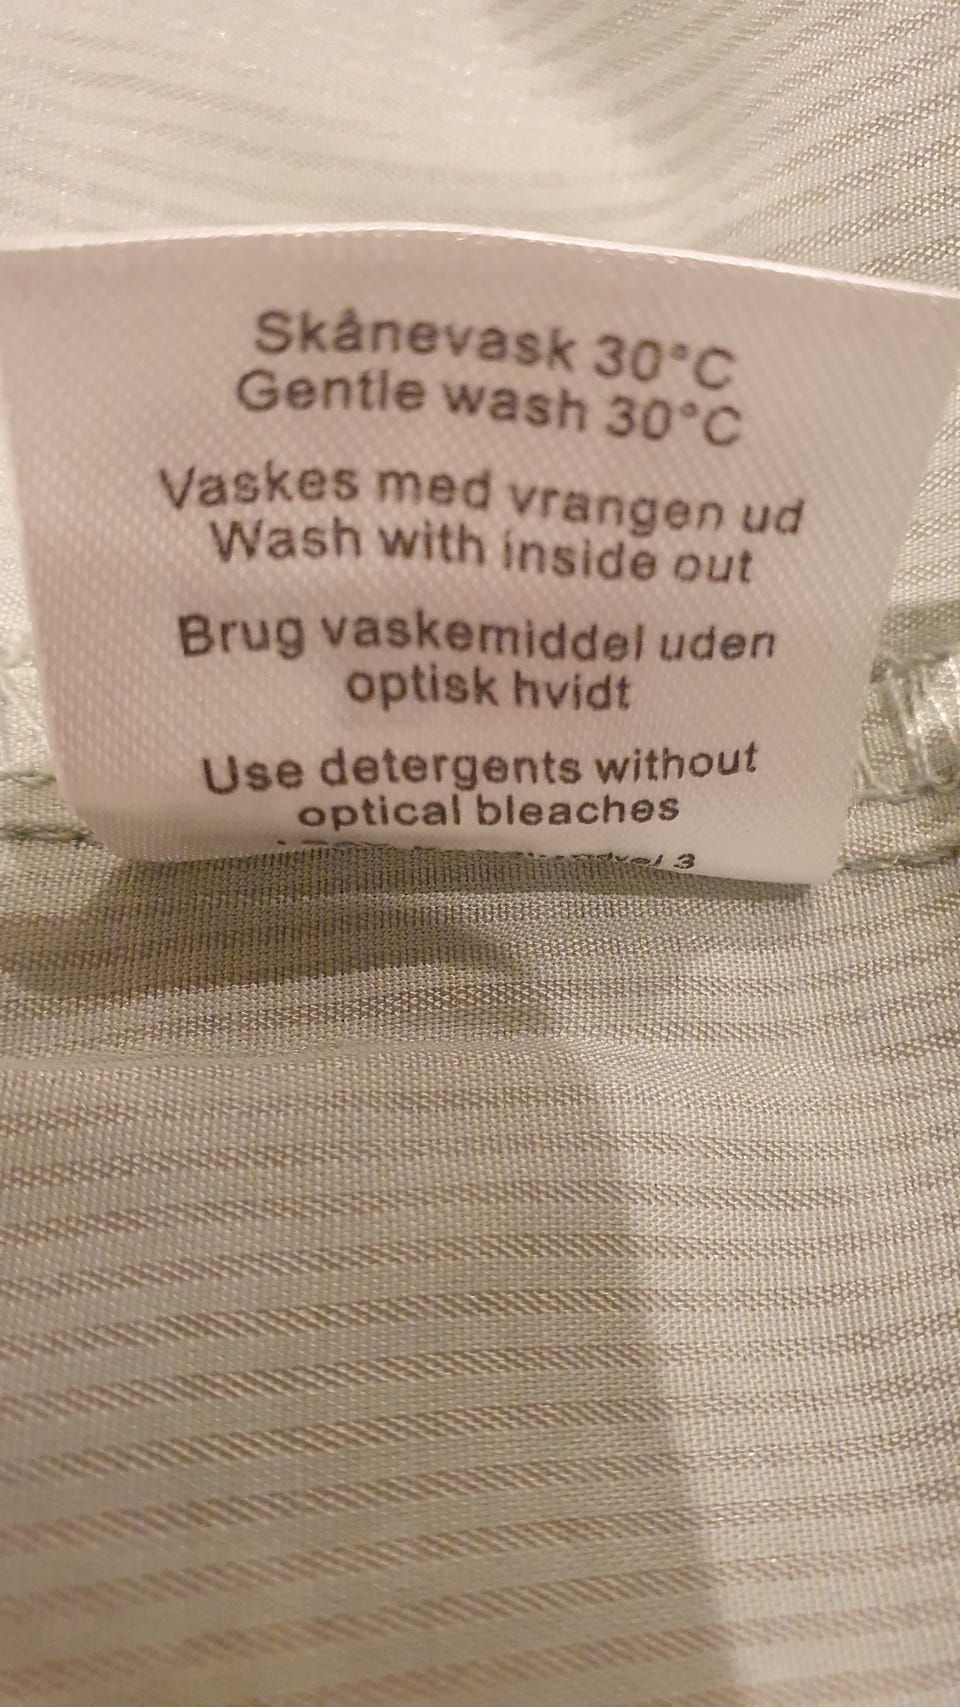 Skånevask 30°C
Gentle wash 30°C
Vaskes med vrangen ud
Wash with inside out
Brug vaskemiddel uden
optisk hvidt
Use detergents without
optical bleaches
3